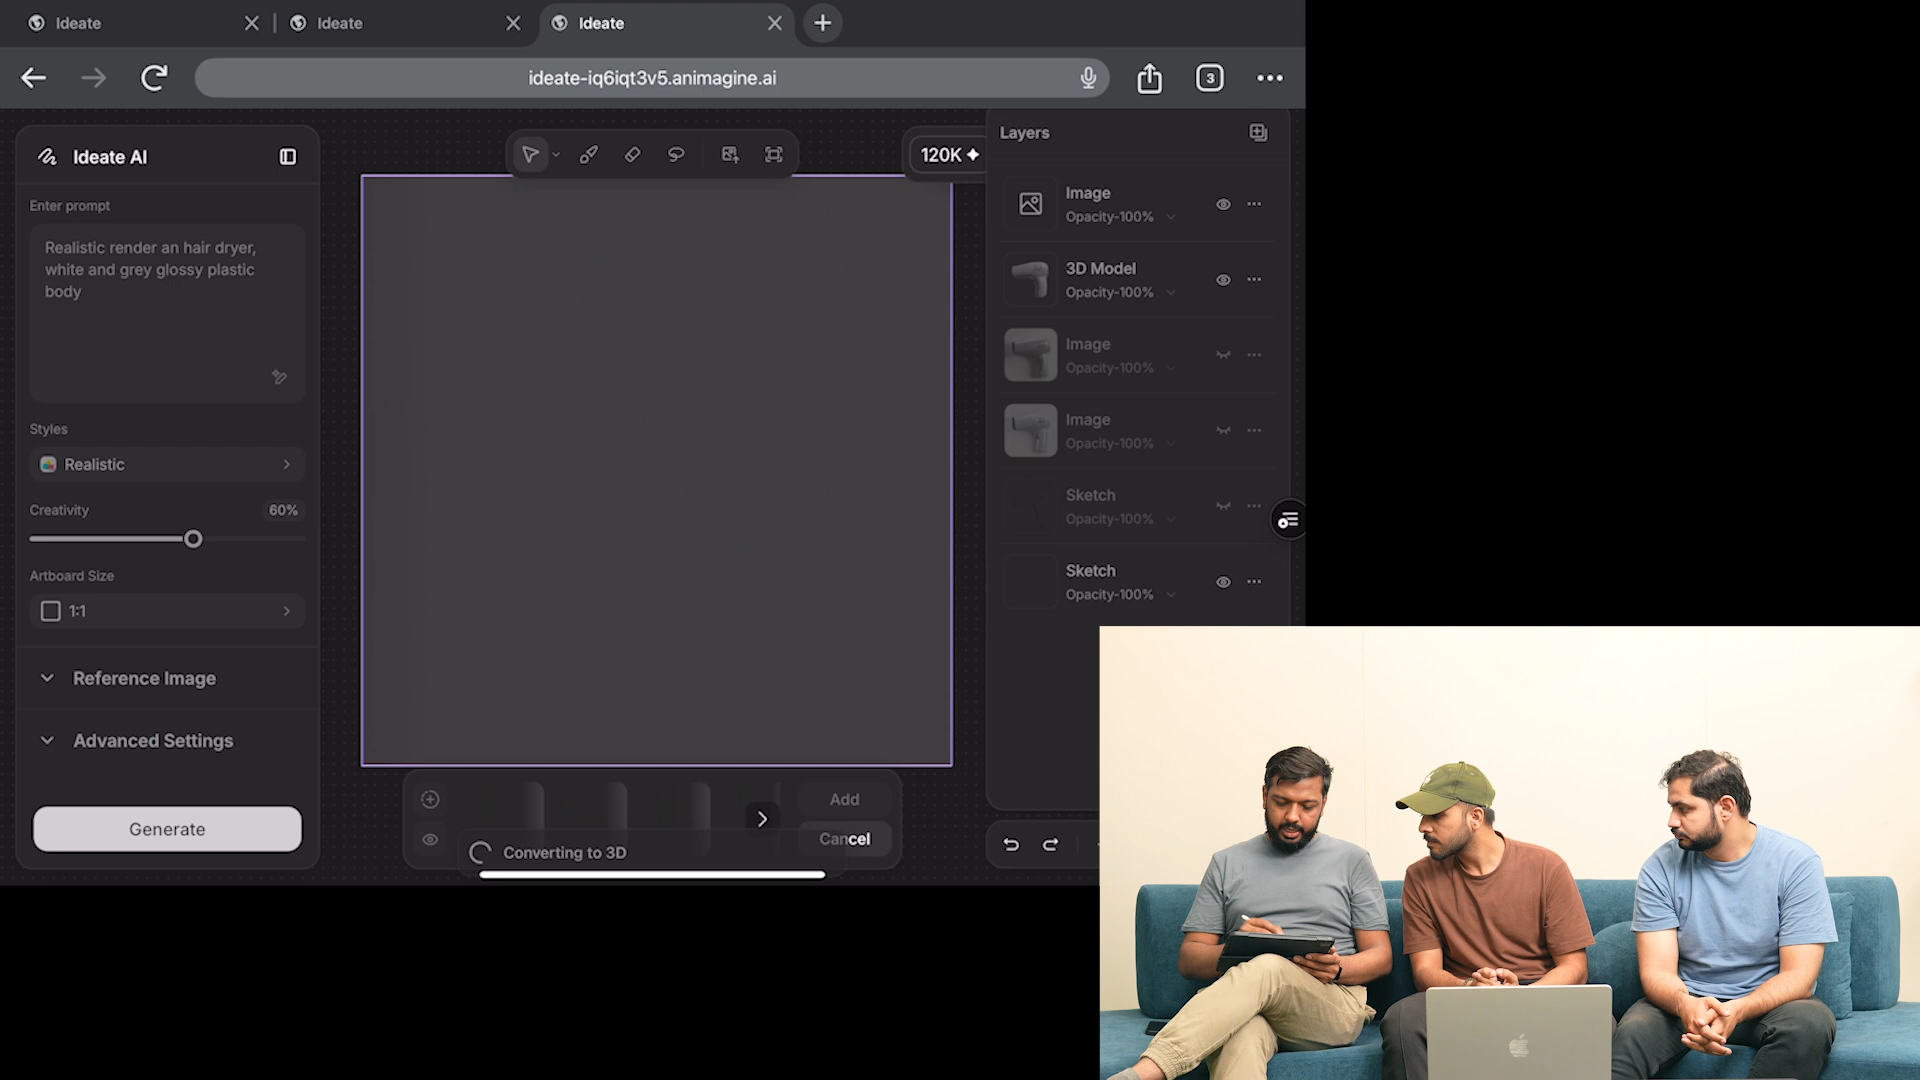 Ideate
Ideate
Ideate
ideate-iq6iqt3v5.animagine.ai
3
Ideate AI
Enter prompt
Realistic render an hair dryer,
white and grey glossy plastic
body
Styles
Realistic
Creativity
60%
Artboard Size
1:1
Reference Image
Advanced Settings
Generate
120K
Add
Cancel
Converting to 3D
Layers
Image
Opacity-100%
3D Model
Opacity-100%
Image
Opacity-100%
Image
Opacity-100%
Sketch
Opacity-100%
Sketch
Opacity-100%